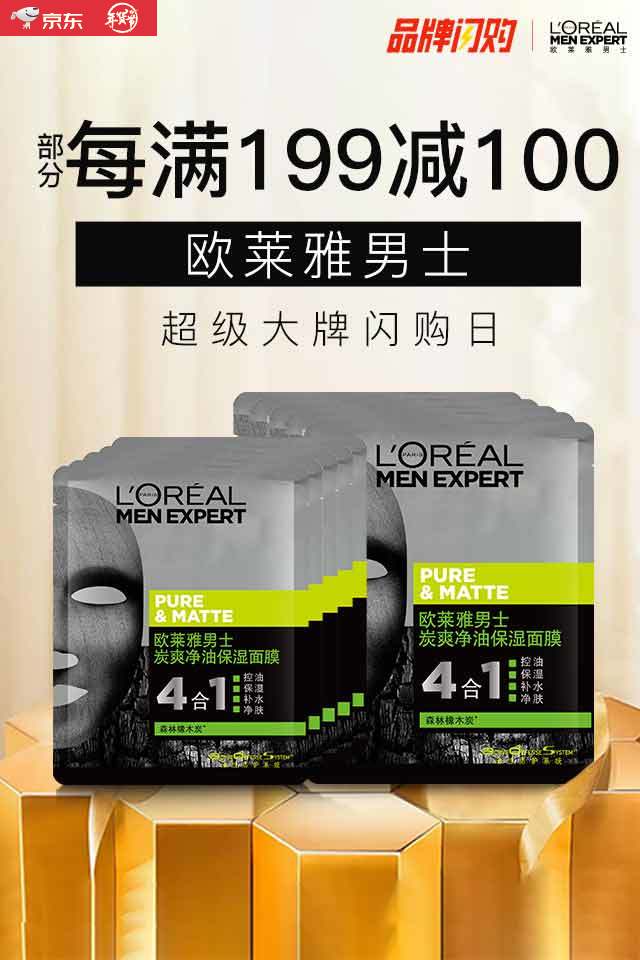 京东 年货节
品牌闪购
L'ORÉAL
MEN EXPERT
欧莱雅男士
部分每满199减100
欧莱雅男士
超级大牌闪购日
L'ORÉAL
PARIS
MEN EXPERT
PURE
& MATTE
欧莱雅男士
炭爽净油保湿面膜
4合1
控油
保湿
补水
净肤
森林橡木炭*
L'ORÉAL
PARIS
MEN EXPERT
PURE
& MATTE
欧莱雅男士
炭爽净油保湿面膜
4合1
控油
保湿
补水
净肤
森林橡木炭*